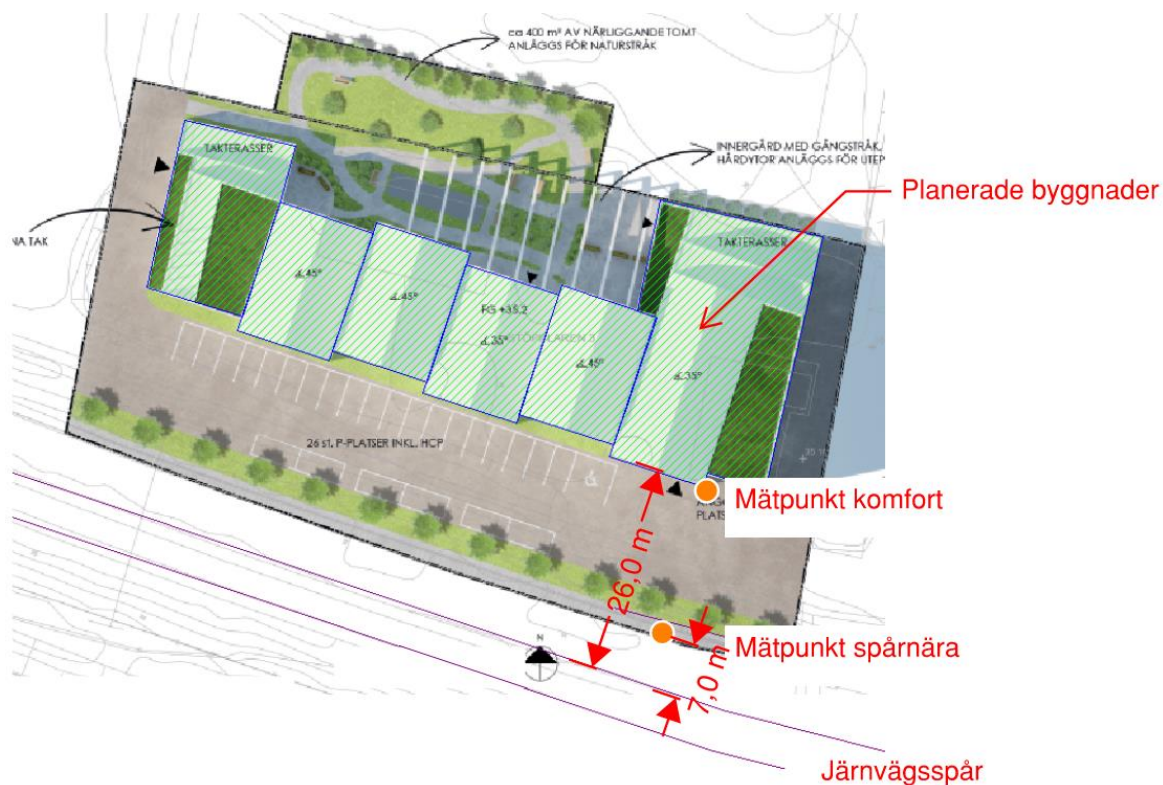 ca 400 m² AV NÄRLIGGANDE TOMT
ANLÄGGS FÖR NATURSTRÅK
INNERGÅRD MED GÅNGSTRÅK,
HÅRDYTOR ANLÄGGS FÖR UTEP
Planerade byggnader
TAKTERASSER
TAKTERASSER
NA TAK
45°
45°
FG +35.2
35°
45°
35°
26 st. P-PLATSER INKL. HCP
Mätpunkt komfort
PLATS
26,0 m
Mätpunkt spårnära
N
7,0 m
Järnvägsspår